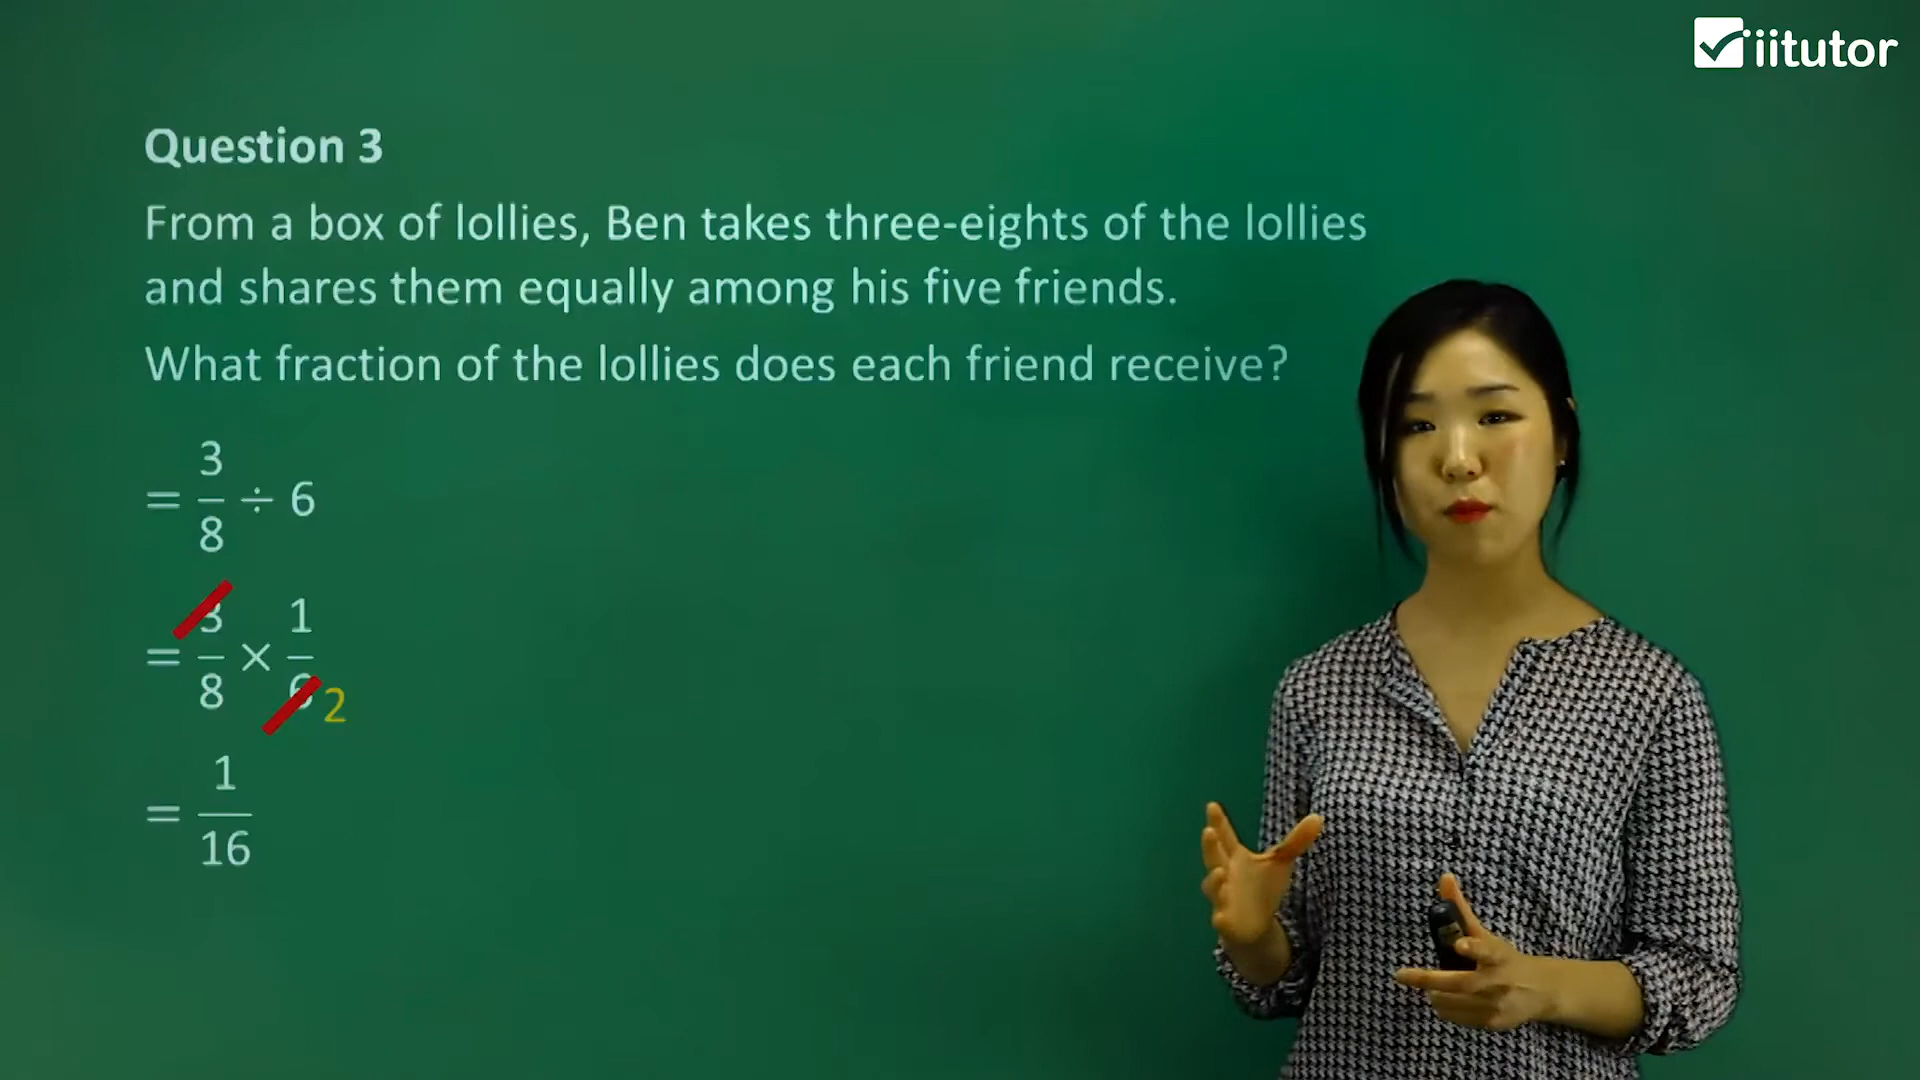 iitutor
Question 3
From a box of lollies, Ben takes three-eights of the lollies
and shares them equally among his five friends.
What fraction of the lollies does each friend receive?
= 3/8 ÷ 6
= 3/8 × 1/6 2
= 1/16